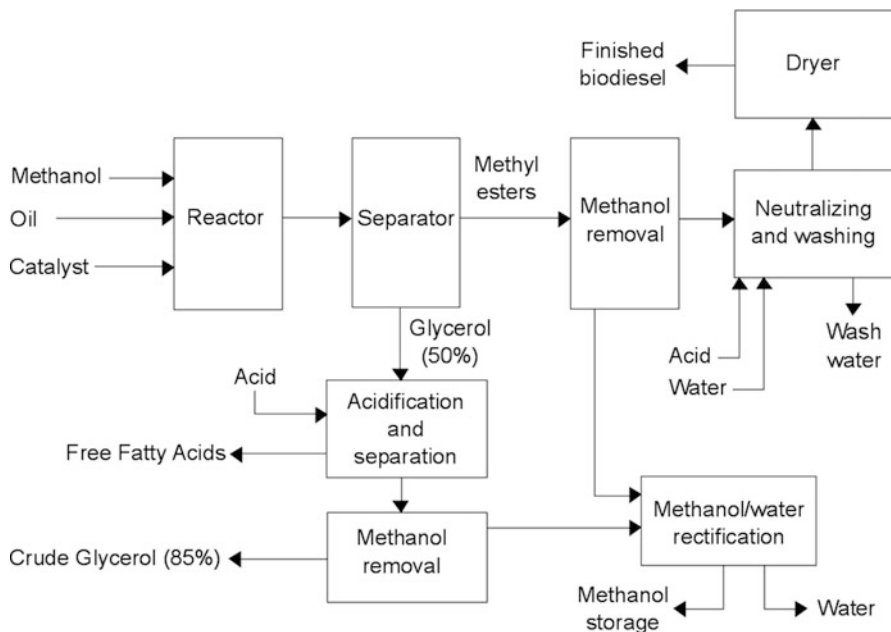 Finished
biodiesel
Dryer
Methanol
Oil
Catalyst
Reactor
Separator
Methyl
esters
Methanol
removal
Neutralizing
and washing
Glycerol
(50%)
Acid
Water
Wash
water
Acid
Acidification
and
separation
Free Fatty Acids
Methanol/water
rectification
Methanol
removal
Crude Glycerol (85%)
Methanol
storage
Water